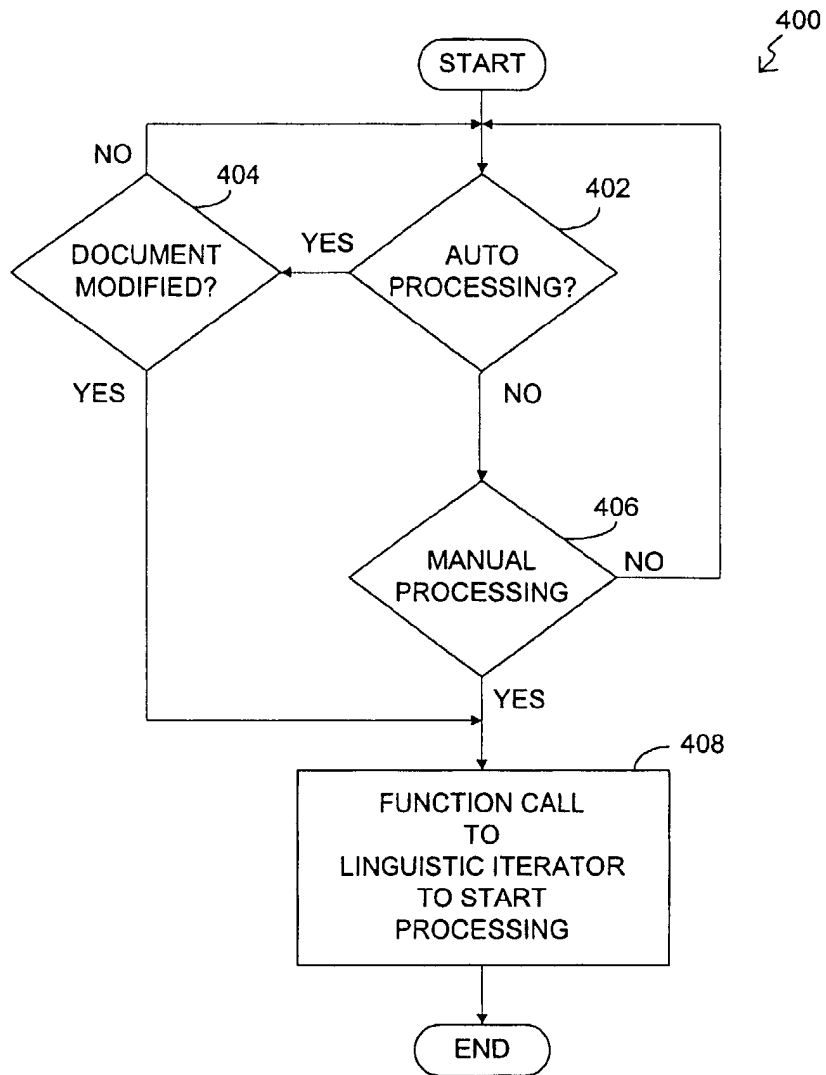 400
START
NO
404
402
DOCUMENT
MODIFIED?
YES
AUTO
PROCESSING?
YES
NO
406
MANUAL
PROCESSING
NO
YES
408
FUNCTION CALL
TO
LINGUISTIC ITERATOR
TO START
PROCESSING
END